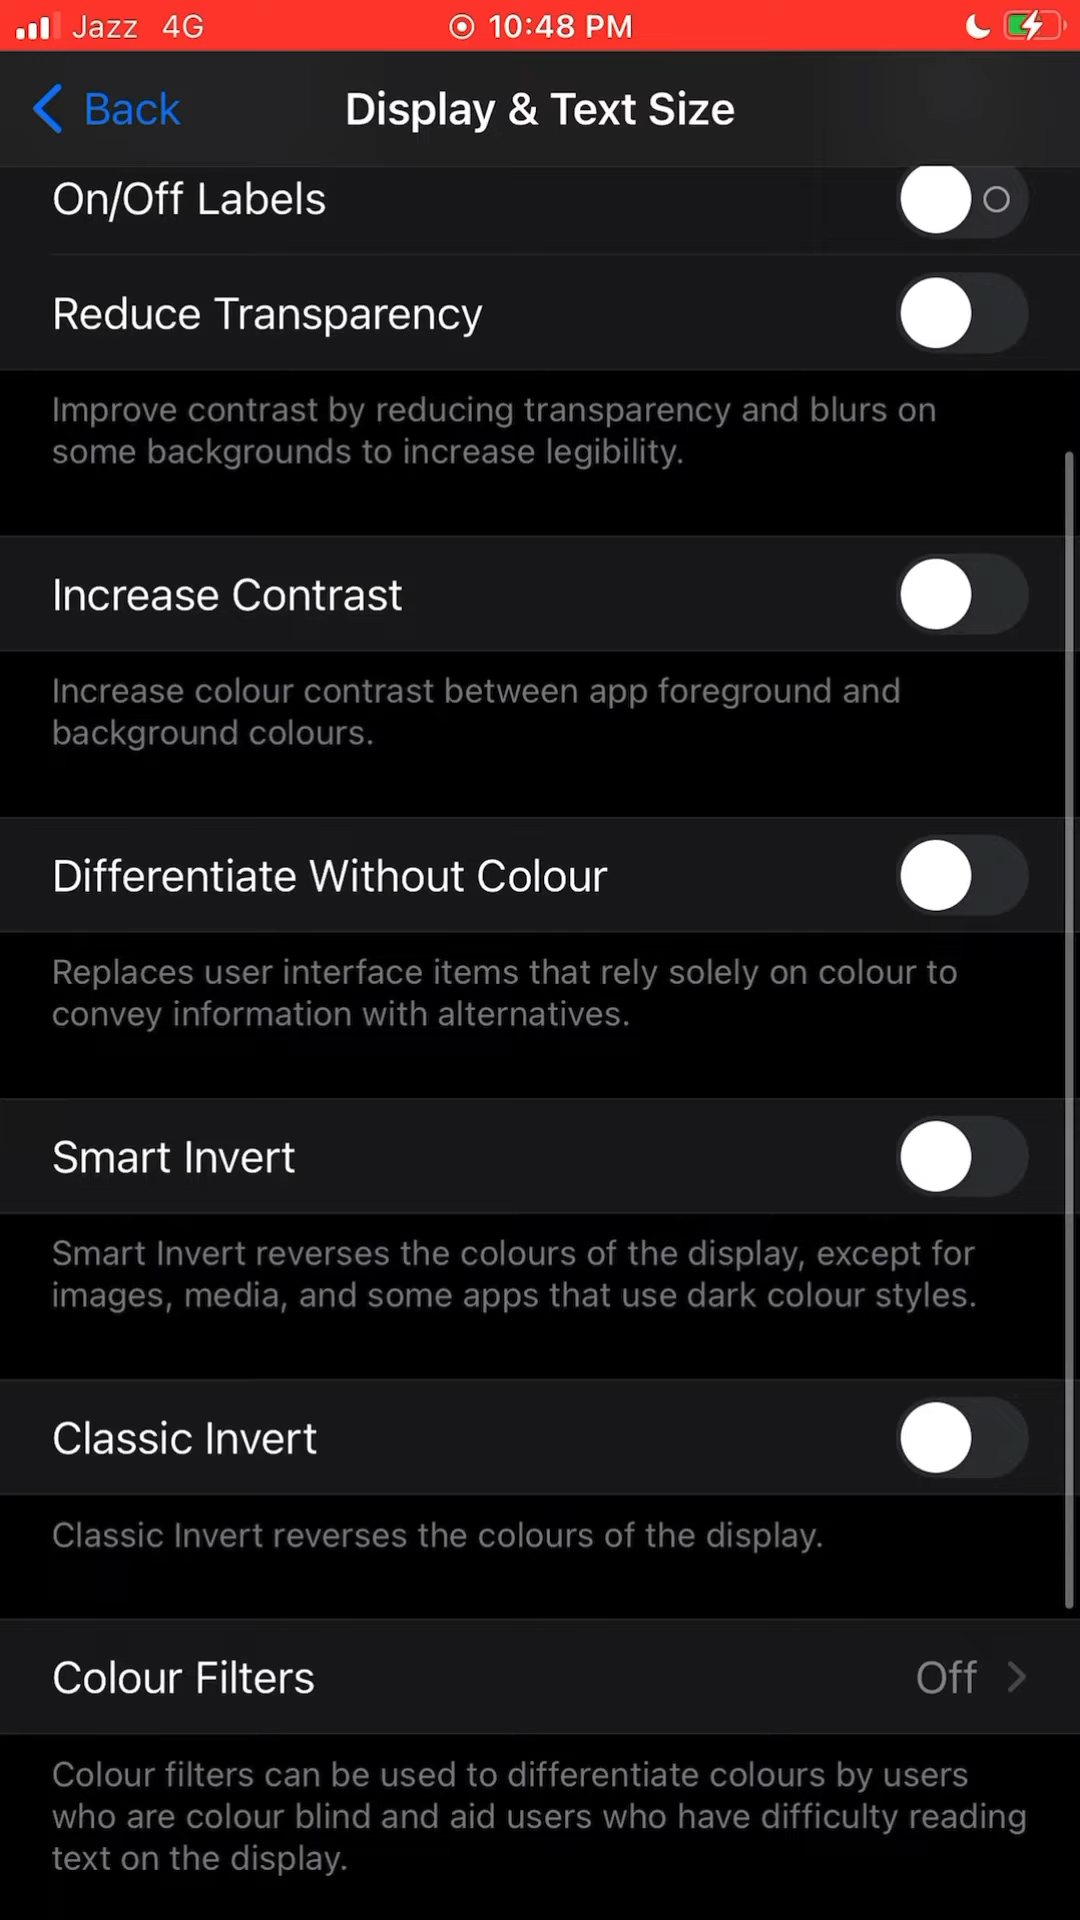 Jazz 4G 10:48 PM
Back Display & Text Size
On/Off Labels
Reduce Transparency
Improve contrast by reducing transparency and blurs on
some backgrounds to increase legibility.
Increase Contrast
Increase colour contrast between app foreground and
background colours.
Differentiate Without Colour
Replaces user interface items that rely solely on colour to
convey information with alternatives.
Smart Invert
Smart Invert reverses the colours of the display, except for
images, media, and some apps that use dark colour styles.
Classic Invert
Classic Invert reverses the colours of the display.
Colour Filters Off
Colour filters can be used to differentiate colours by users
who are colour blind and aid users who have difficulty reading
text on the display.